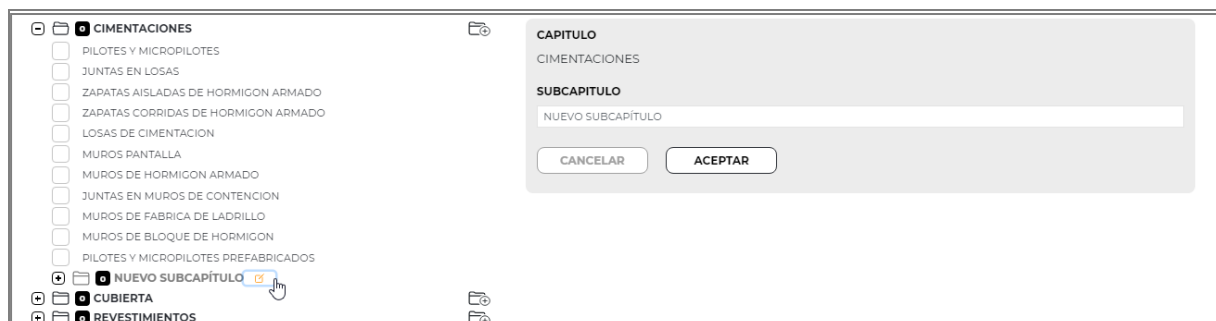 CIMENTACIONES
PILOTES Y MICROPILOTES
JUNTAS EN LOSAS
ZAPATAS AISLADAS DE HORMIGON ARMADO
ZAPATAS CORRIDAS DE HORMIGON ARMADO
LOSAS DE CIMENTACION
MUROS PANTALLA
MUROS DE HORMIGON ARMADO
JUNTAS EN MUROS DE CONTENCION
MUROS DE FABRICA DE LADRILLO
MUROS DE BLOQUE DE HORMIGON
PILOTES Y MICROPILOTES PREFABRICADOS
NUEVO SUBCAPÍTULO
CUBIERTA
REVESTIMIENTOS
CAPITULO
CIMENTACIONES
SUBCAPITULO
NUEVO SUBCAPÍTULO
CANCELAR ACEPTAR